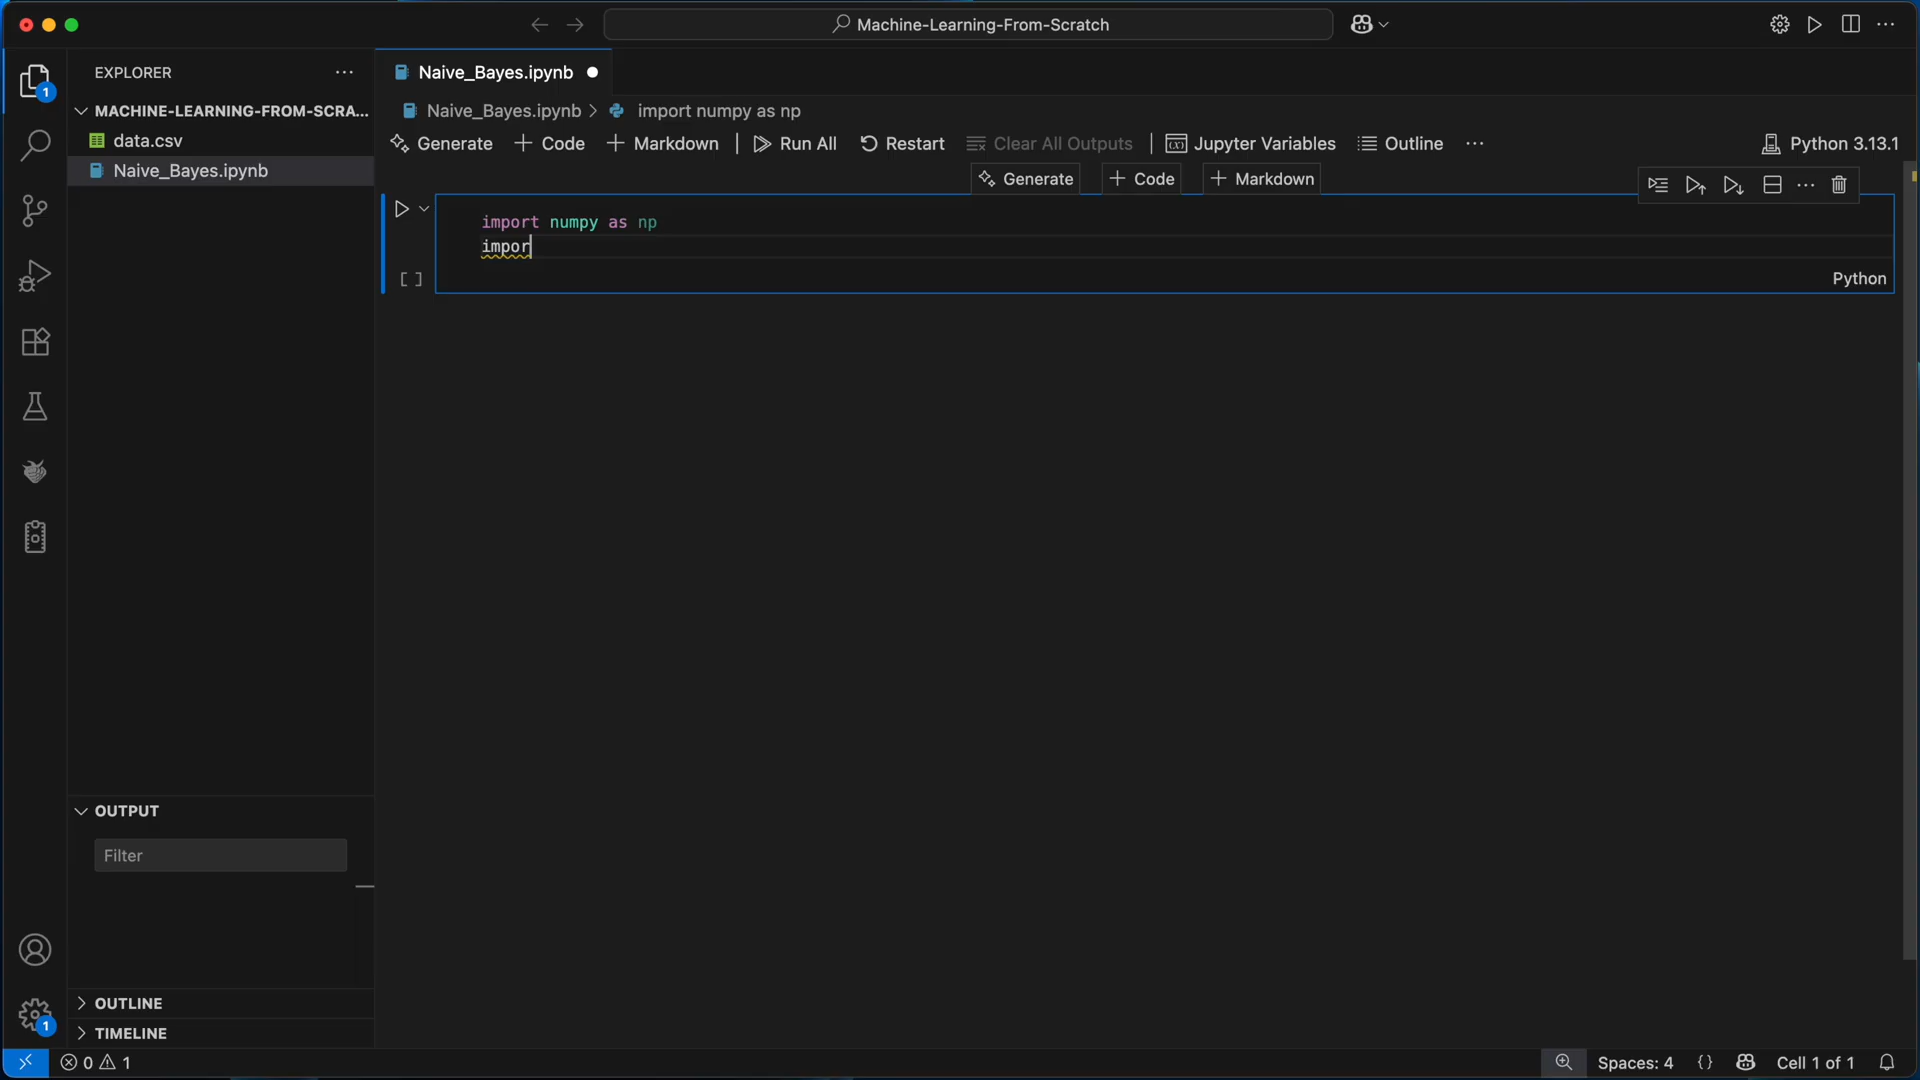 Machine-Learning-From-Scratch
EXPLORER
1
MACHINE-LEARNING-FROM-SCRA...
data.csv
Naive_Bayes.ipynb
Naive_Bayes.ipynb
Naive_Bayes.ipynb > import numpy as np
Generate + Code + Markdown | Run All Restart Clear All Outputs | Jupyter Variables Outline ... Python 3.13.1
Generate + Code + Markdown
import numpy as np
impor
[ ]
Python
OUTPUT
Filter
OUTLINE
1
TIMELINE
0 1
Spaces: 4 {} Cell 1 of 1